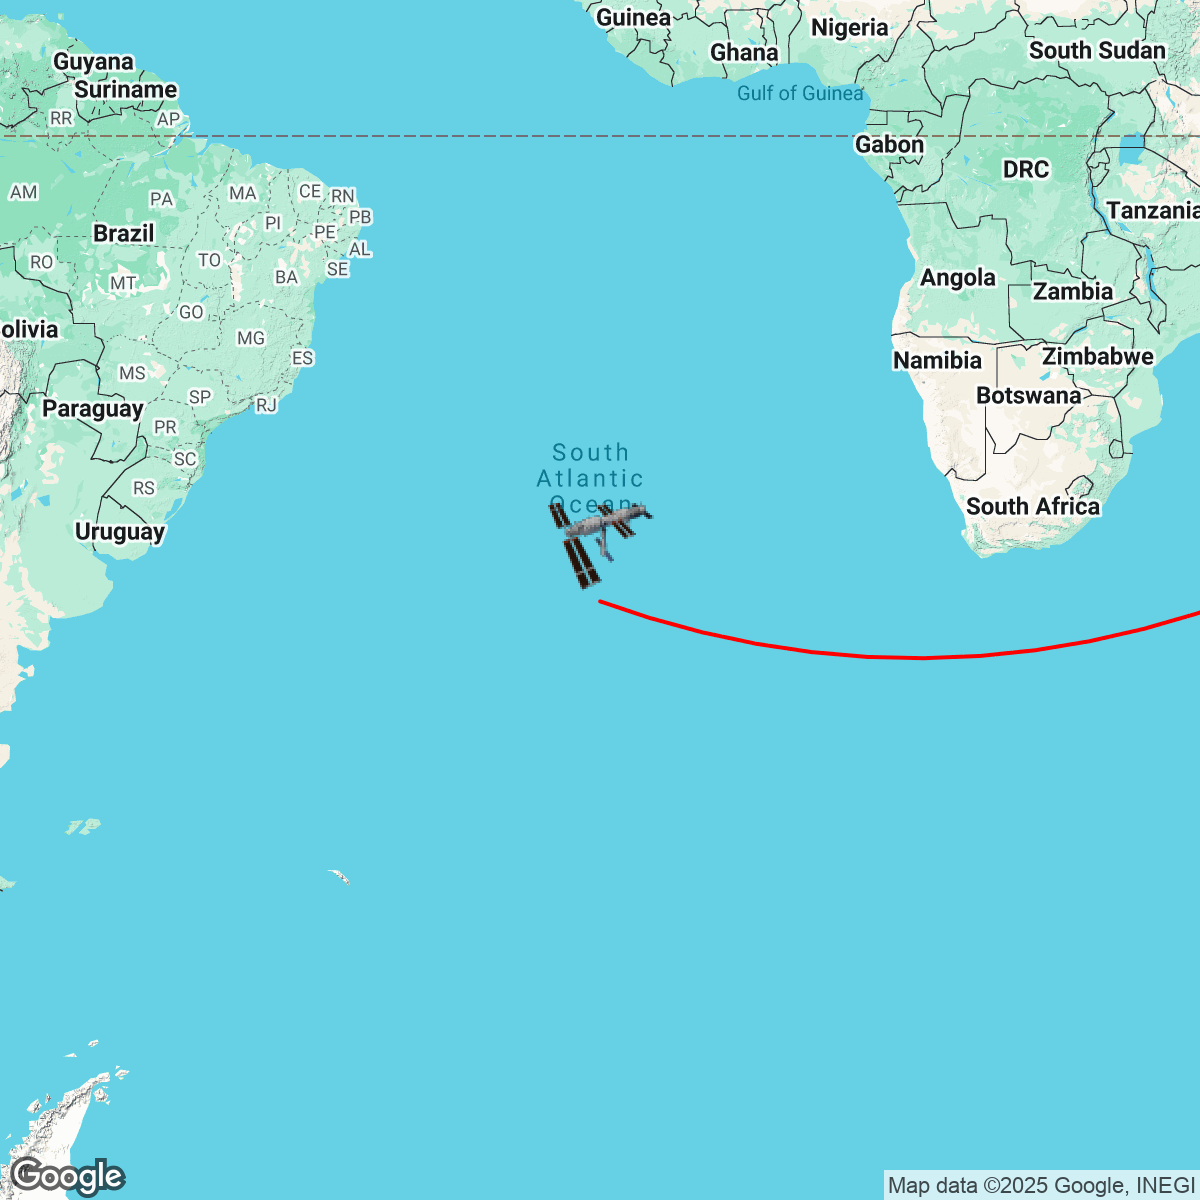 Guinea
Nigeria
Ghana
South Sudan
Guyana
Suriname
Gulf of Guinea
RR
AP
Gabon
DRC
AM
PA
MA
CE
RN
Tanzania
PB
PI
PE
Brazil
AL
RO
TO
SE
MT
BA
Angola
Zambia
GO
olivia
MG
ES
Namibia
Zimbabwe
MS
SP
Botswana
Paraguay
RJ
PR
South
Atlantic
Ocean
SC
RS
South Africa
Uruguay
Google
Map data ©2025 Google, INEGI